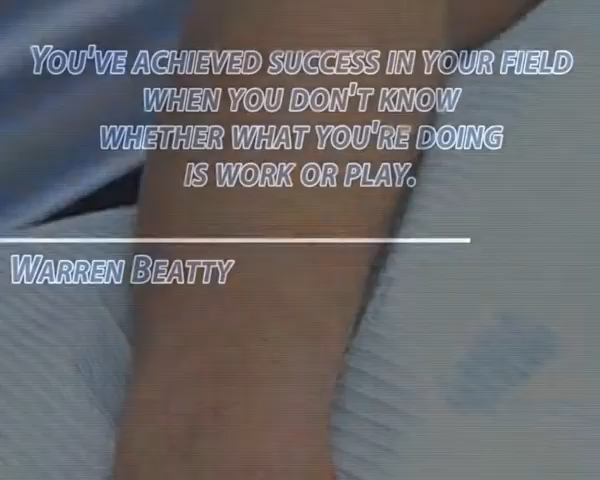 YOU'VE ACHIEVED SUCCESS IN YOUR FIELD
WHEN YOU DON'T KNOW
WHETHER WHAT YOU'RE DOING
IS WORK OR PLAY.
WARREN BEATTY